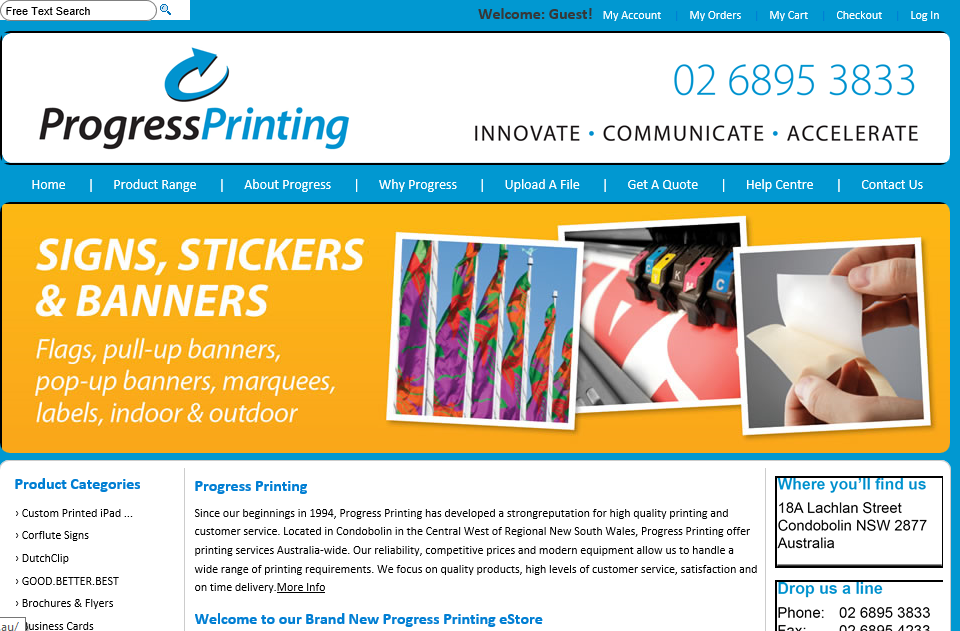 Free Text Search
Welcome: Guest! My Account My Orders My Cart Checkout Log In
ProgressPrinting
02 6895 3833
INNOVATE • COMMUNICATE • ACCELERATE
Home | Product Range | About Progress | Why Progress | Upload A File | Get A Quote | Help Centre | Contact Us
SIGNS, STICKERS
& BANNERS
Flags, pull-up banners,
pop-up banners, marquees,
labels, indoor & outdoor
K
M
C
Product Categories
› Custom Printed iPad ...
› Corflute Signs
› DutchClip
› GOOD.BETTER.BEST
› Brochures & Flyers
Business Cards
au/
Progress Printing
Since our beginnings in 1994, Progress Printing has developed a strongreputation for high quality printing and
customer service. Located in Condobolin in the Central West of Regional New South Wales, Progress Printing offer
printing services Australia-wide. Our reliability, competitive prices and modern equipment allow us to handle a
wide range of printing requirements. We focus on quality products, high levels of customer service, satisfaction and
on time delivery.More Info
Welcome to our Brand New Progress Printing eStore
Where you'll find us
18A Lachlan Street
Condobolin NSW 2877
Australia
Drop us a line
Phone: 02 6895 3833
Fax: 02 6895 4233